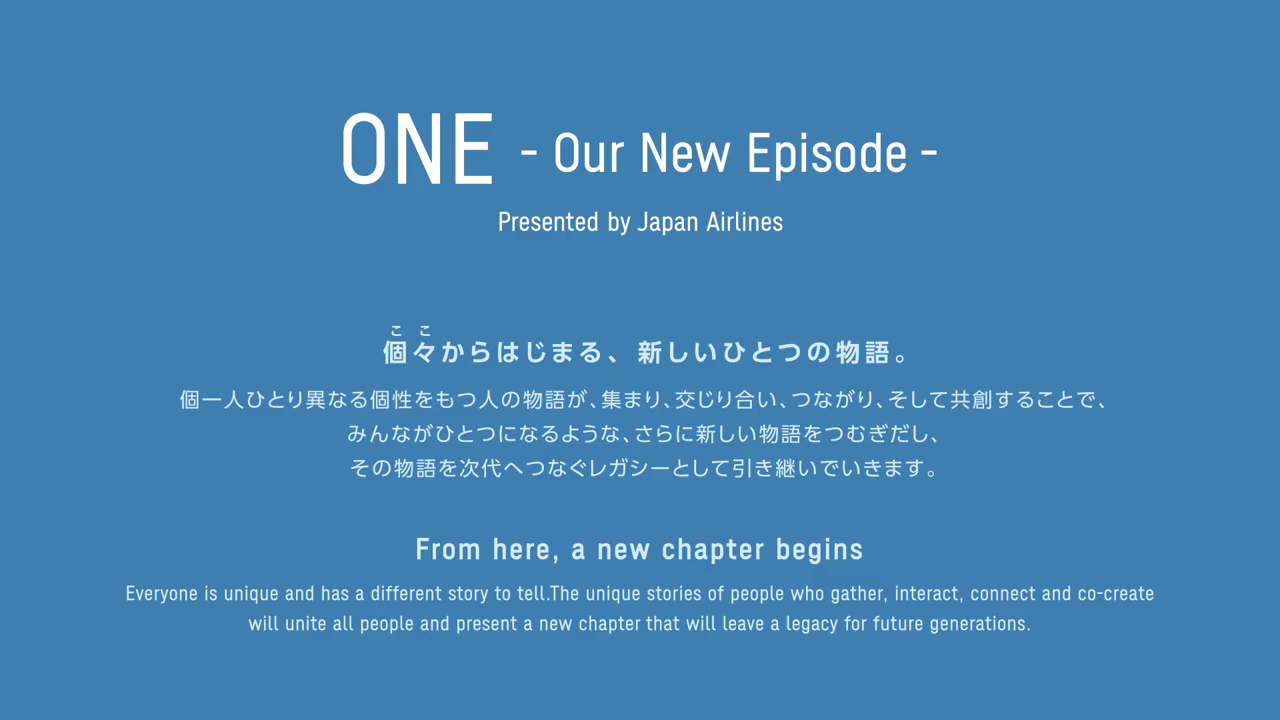 ONE - Our New Episode -
Presented by Japan Airlines
ここ
個々からはじまる、新しいひとつの物語。
個一人ひとり異なる個性をもつ人の物語が、集まり、交じり合い、つながり、そして共創することで、
みんながひとつになるような、さらに新しい物語をつむぎだし、
その物語を次代へつなぐレガシーとして引き継いでいきます。
From here, a new chapter begins
Everyone is unique and has a different story to tell.The unique stories of people who gather, interact, connect and co-create
will unite all people and present a new chapter that will leave a legacy for future generations.